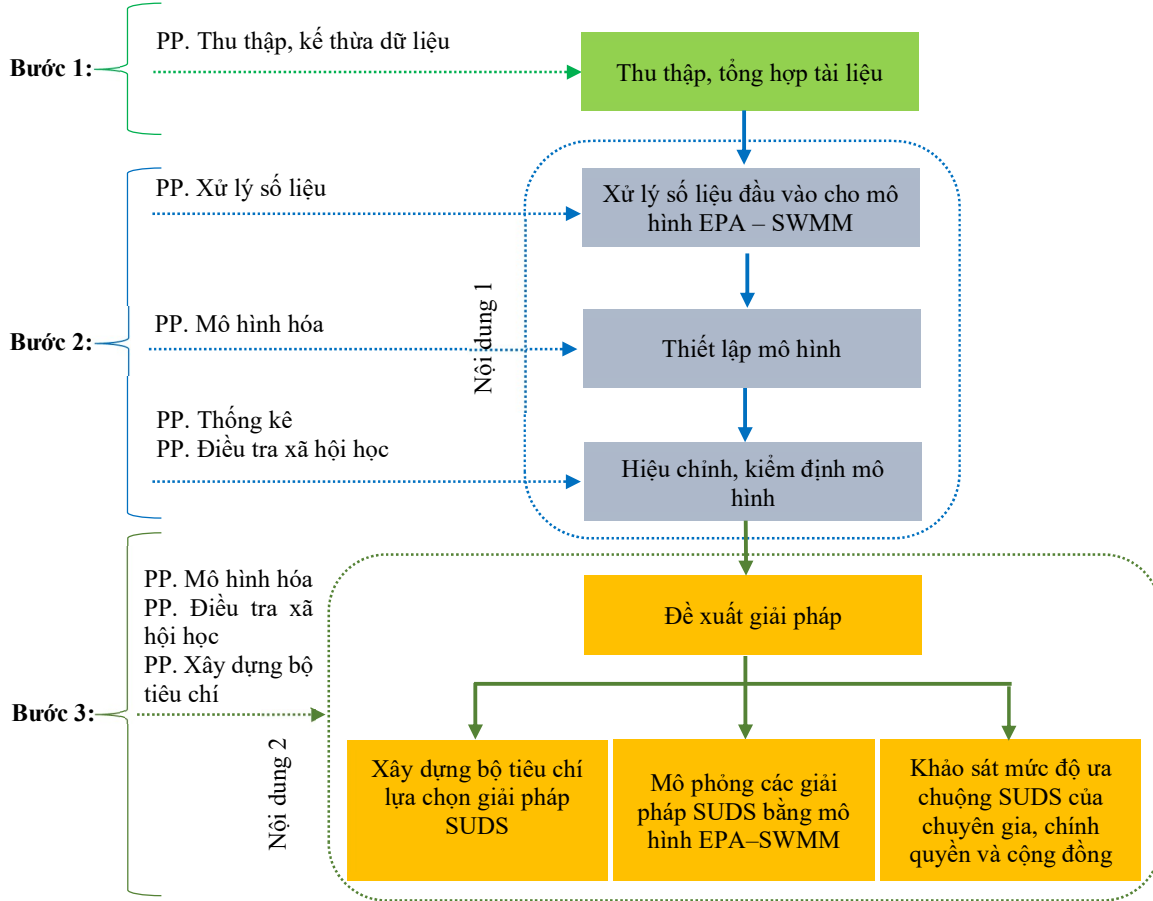 Bước 1:
PP. Thu thập, kế thừa dữ liệu
Thu thập, tổng hợp tài liệu
Bước 2:
PP. Xử lý số liệu
Xử lý số liệu đầu vào cho mô
hình EPA – SWMM
Nội dung 1
PP. Mô hình hóa
Thiết lập mô hình
PP. Thống kê
PP. Điều tra xã hội học
Hiệu chỉnh, kiểm định mô
hình
Bước 3:
PP. Mô hình hóa
PP. Điều tra xã
hội học
PP. Xây dựng bộ
tiêu chí
Đề xuất giải pháp
Nội dung 2
Xây dựng bộ tiêu chí
lựa chọn giải pháp
SUDS
Mô phỏng các giải
pháp SUDS bằng mô
hình EPA–SWMM
Khảo sát mức độ ưa
chuộng SUDS của
chuyên gia, chính
quyền và cộng đồng